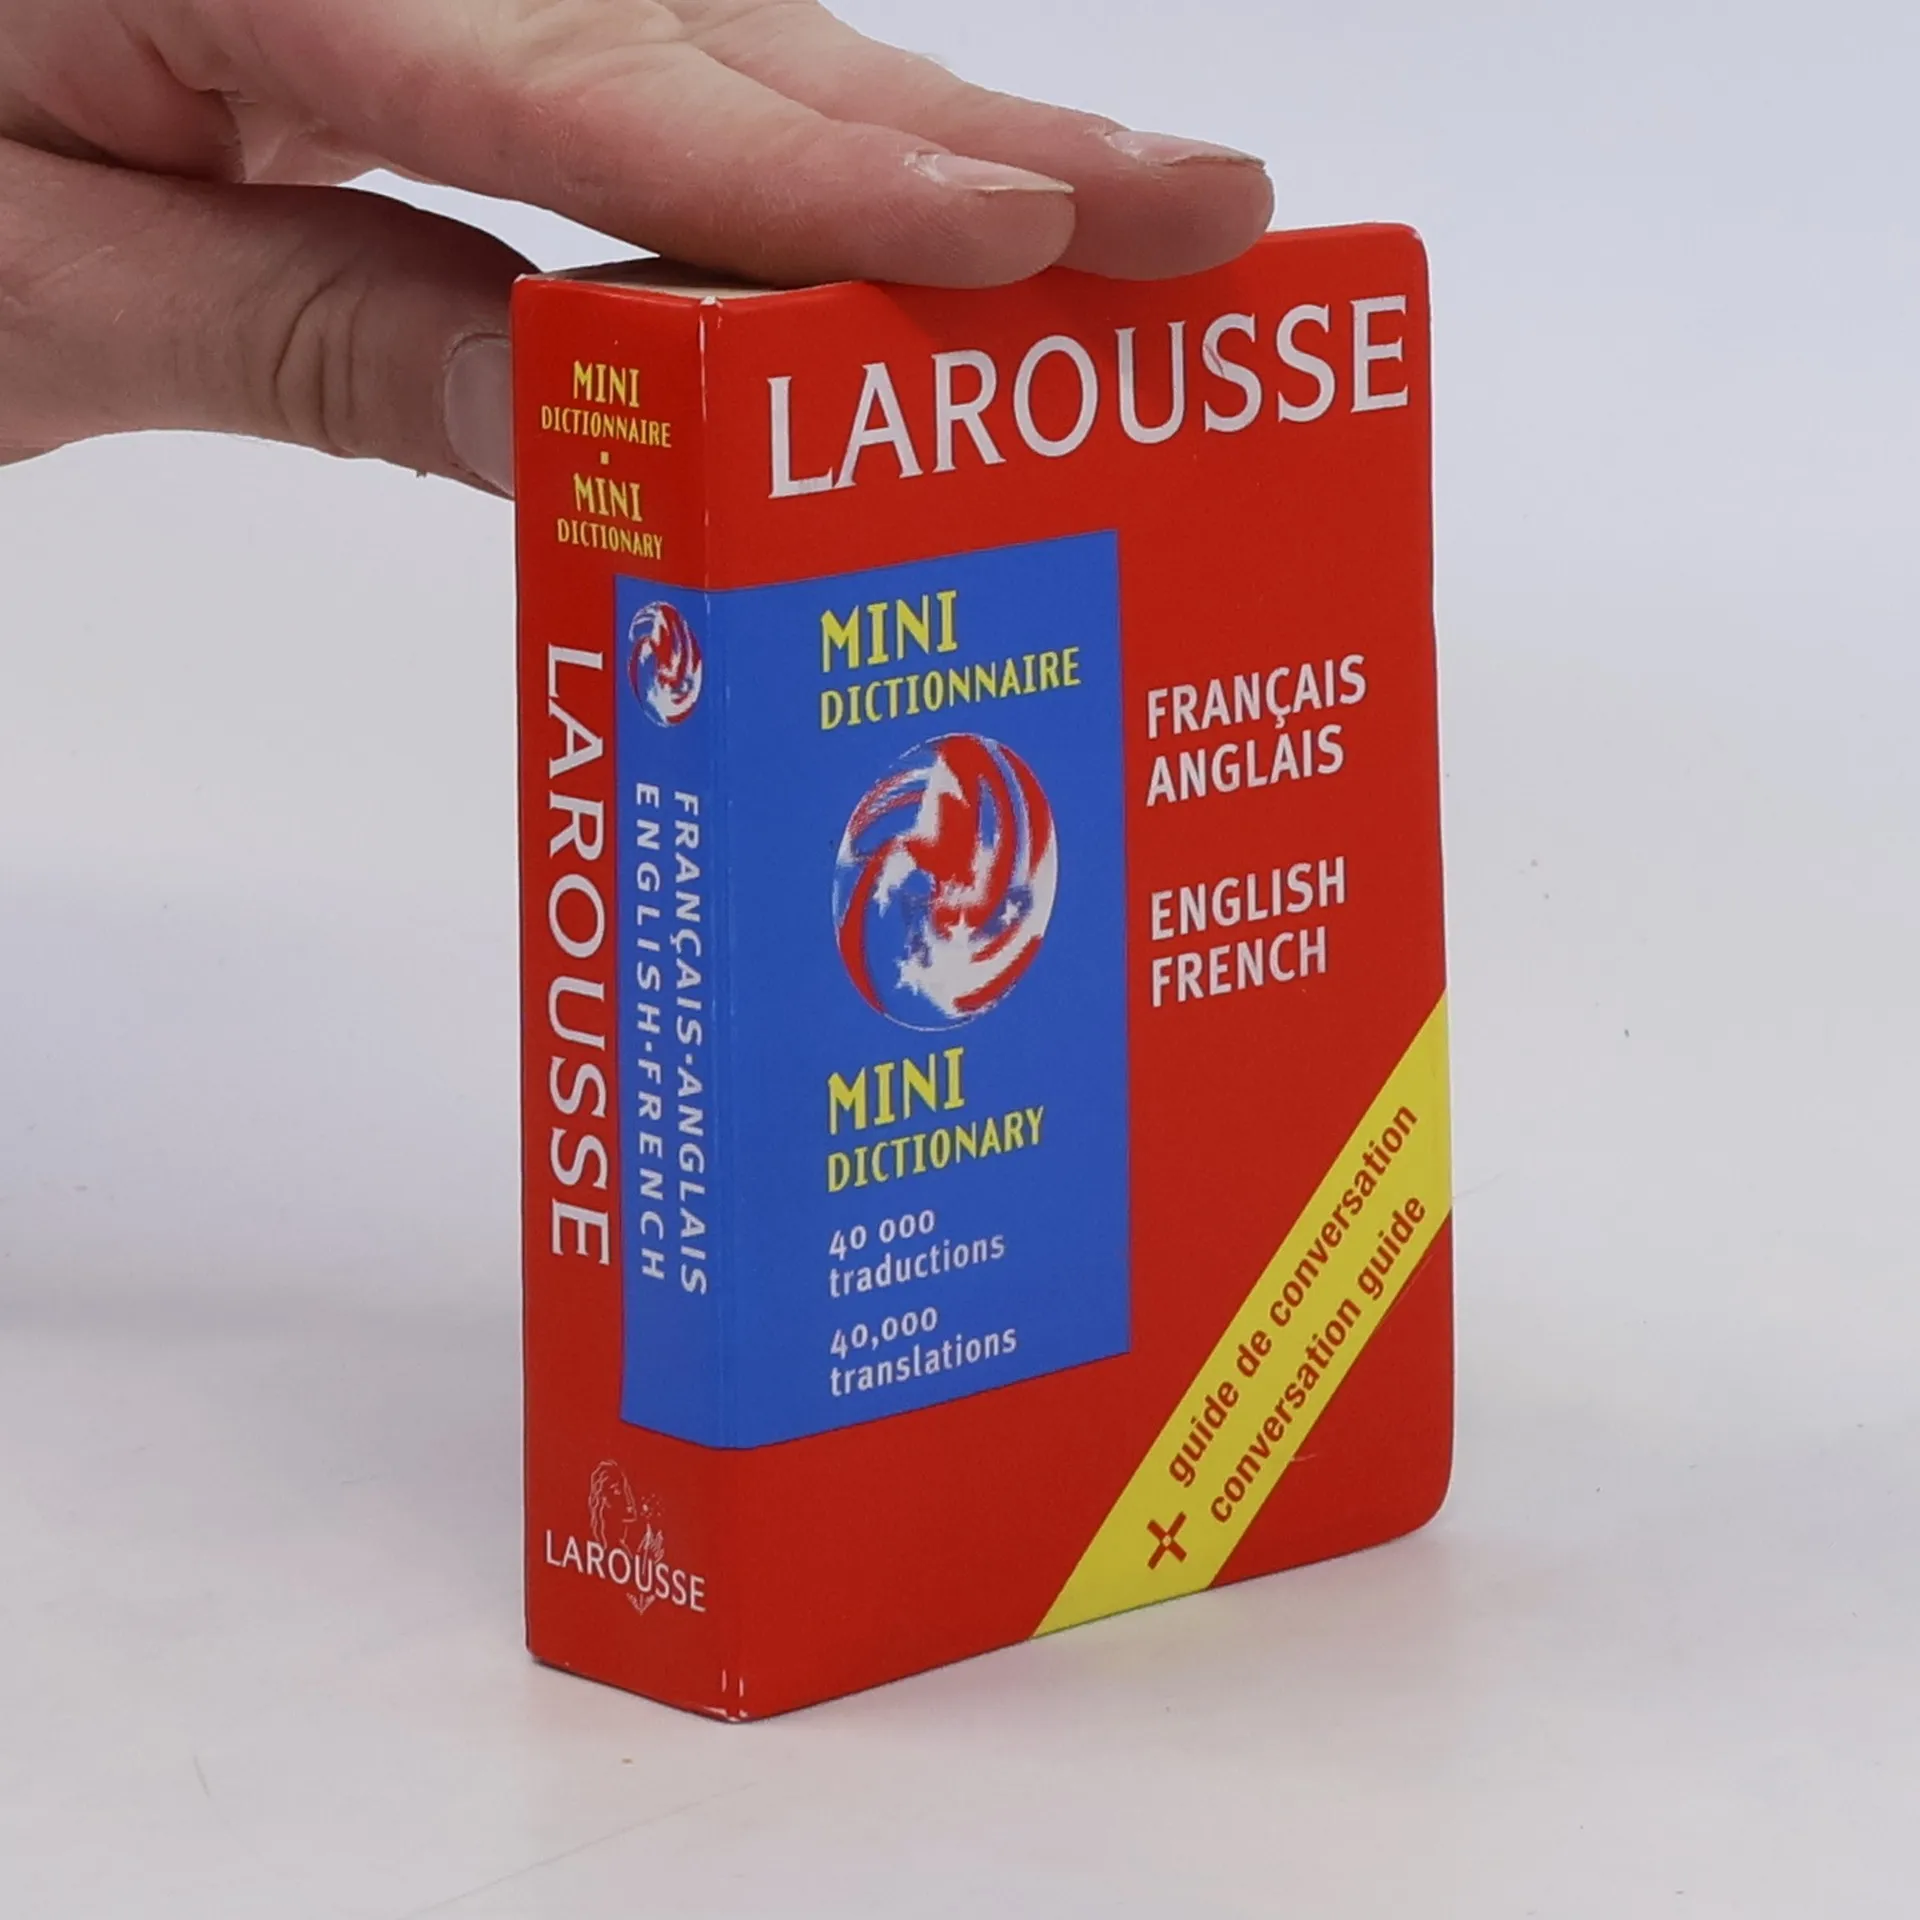 MINI
DICTIONNAIRE
▪
MINI
DICTIONARY
LAROUSSE
FRANÇAIS▪ANGLAIS
ENGLISH▪FRENCH
LAROUSSE
LAROUSSE
MINI
DICTIONNAIRE
MINI
DICTIONARY
40 000
traductions
40,000
translations
FRANÇAIS
ANGLAIS
ENGLISH
FRENCH
+ guide de conversation
conversation guide